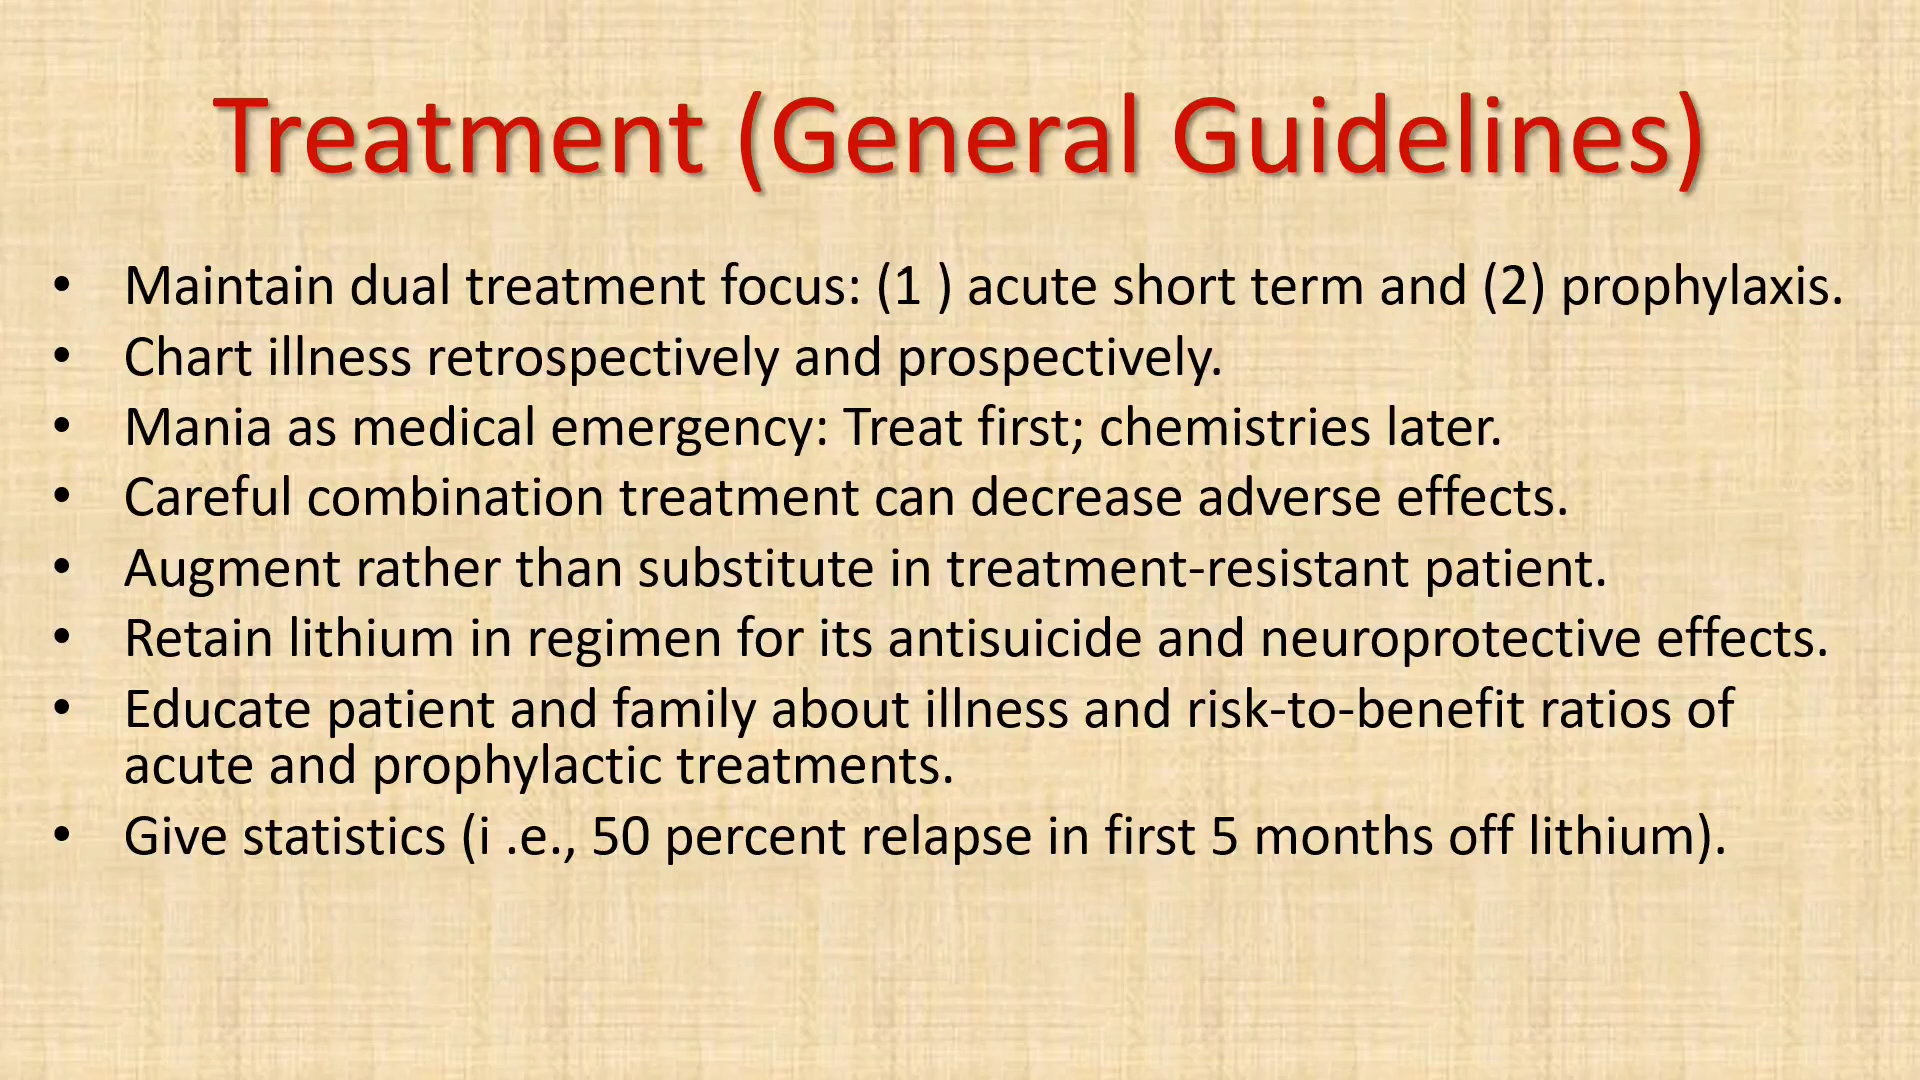 Treatment (General Guidelines)
• Maintain dual treatment focus: (1 ) acute short term and (2) prophylaxis.
• Chart illness retrospectively and prospectively.
• Mania as medical emergency: Treat first; chemistries later.
• Careful combination treatment can decrease adverse effects.
• Augment rather than substitute in treatment-resistant patient.
• Retain lithium in regimen for its antisuicide and neuroprotective effects.
• Educate patient and family about illness and risk-to-benefit ratios of
acute and prophylactic treatments.
• Give statistics (i .e., 50 percent relapse in first 5 months off lithium).